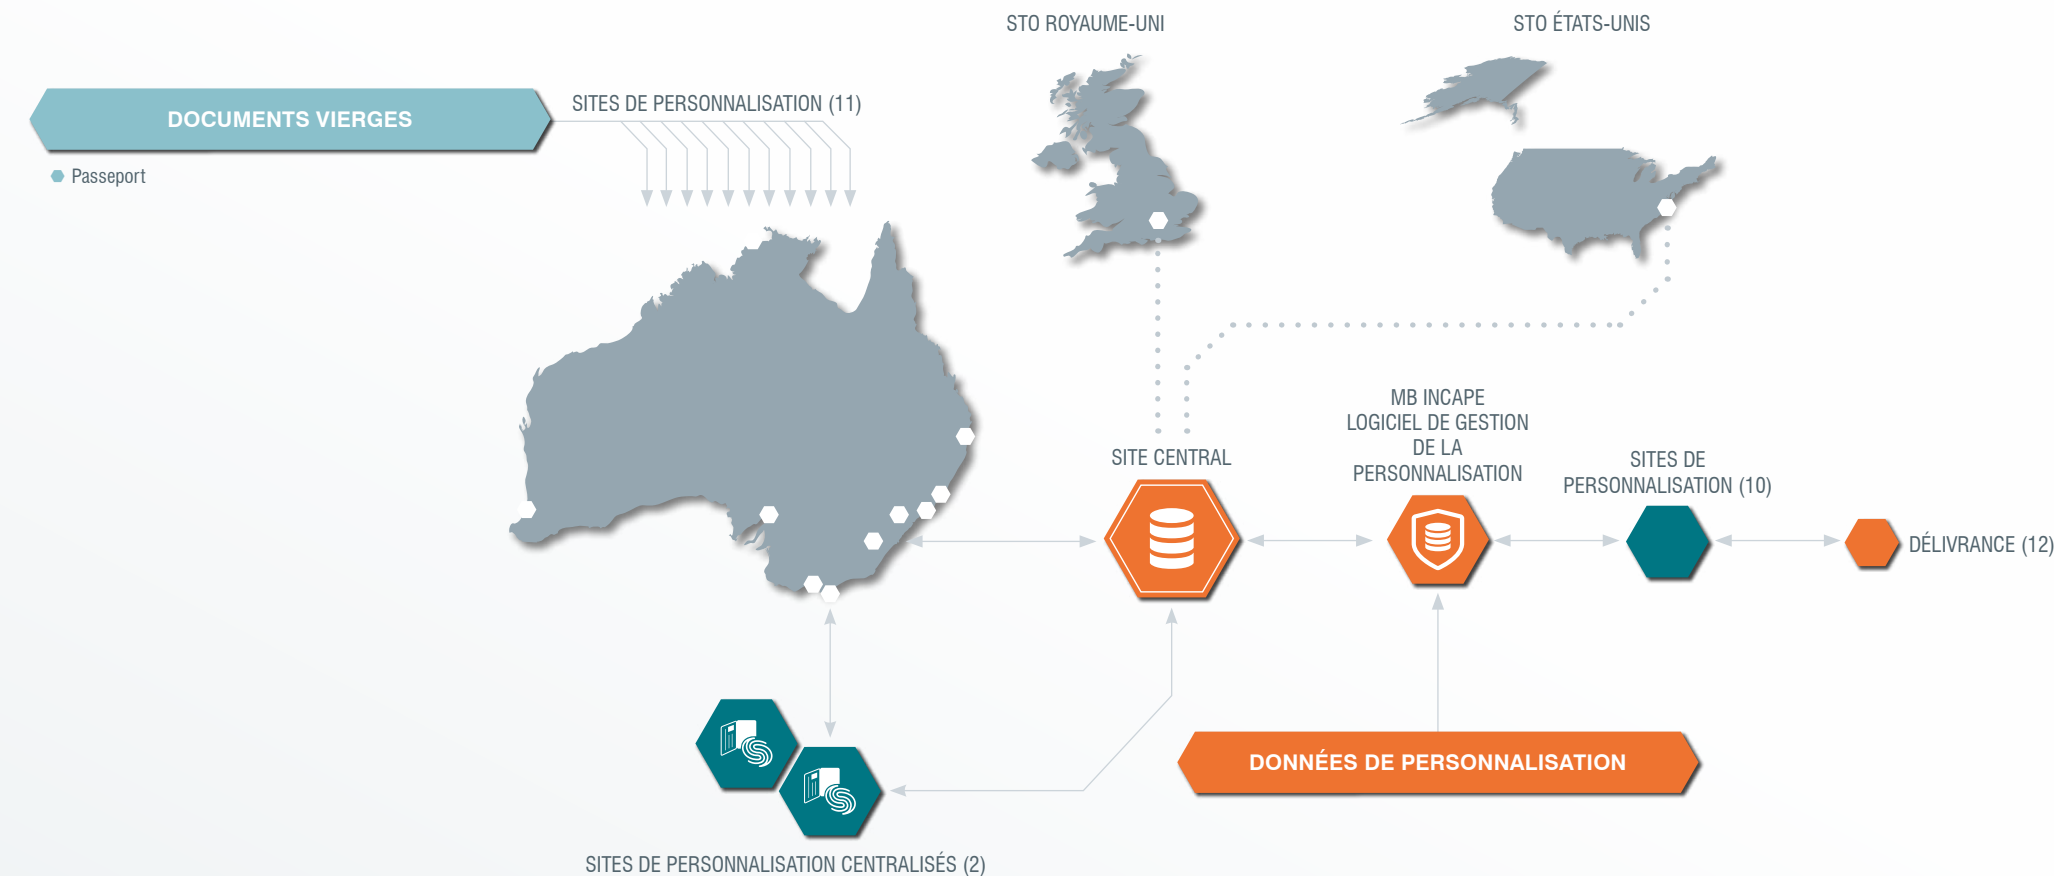 STO ROYAUME-UNI
STO ÉTATS-UNIS
DOCUMENTS VIERGES
SITES DE PERSONNALISATION (11)
Passeport
MB INCAPE
LOGICIEL DE GESTION
DE LA
PERSONNALISATION
SITE CENTRAL
SITES DE
PERSONNALISATION (10)
DÉLIVRANCE (12)
DONNÉES DE PERSONNALISATION
SITES DE PERSONNALISATION CENTRALISÉS (2)